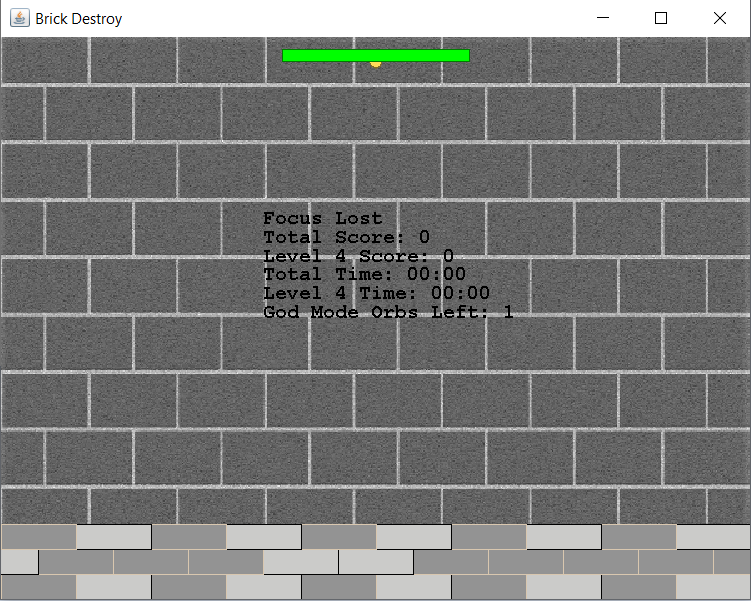 Brick Destroy
Focus Lost
Total Score: 0
Level 4 Score: 0
Total Time: 00:00
Level 4 Time: 00:00
God Mode Orbs Left: 1